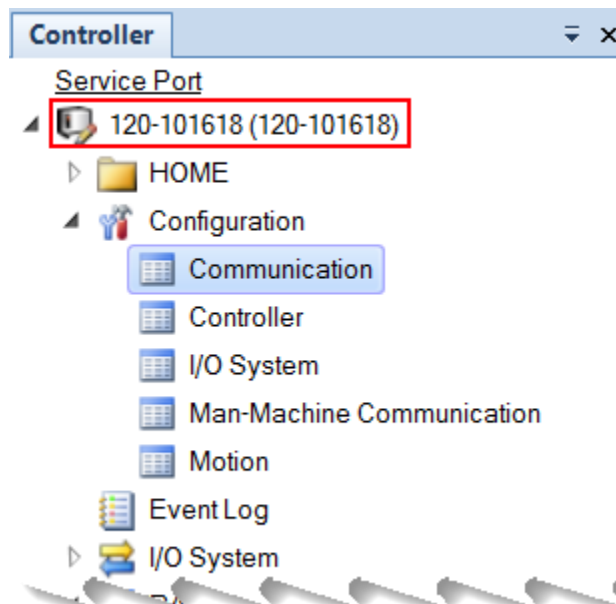 Controller
Service Port
120-101618 (120-101618)
HOME
Configuration
Communication
Controller
I/O System
Man-Machine Communication
Motion
Event Log
I/O System